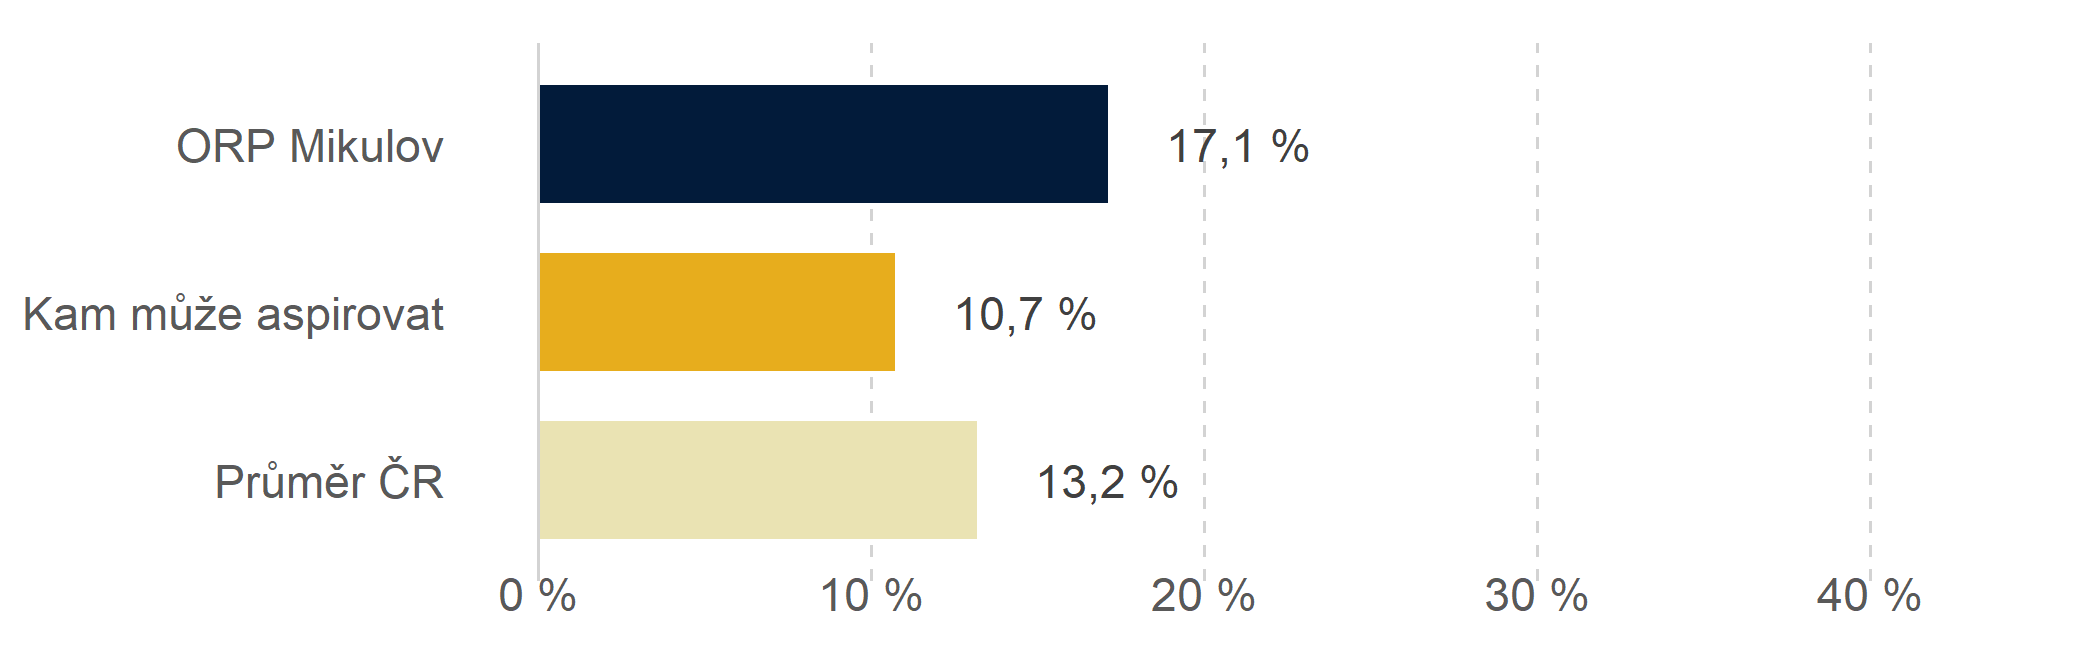 ORP Mikulov
17,1 %
Kam může aspirovat
10,7 %
Průměr ČR
13,2 %
0 %
10 %
20 %
30 %
40 %